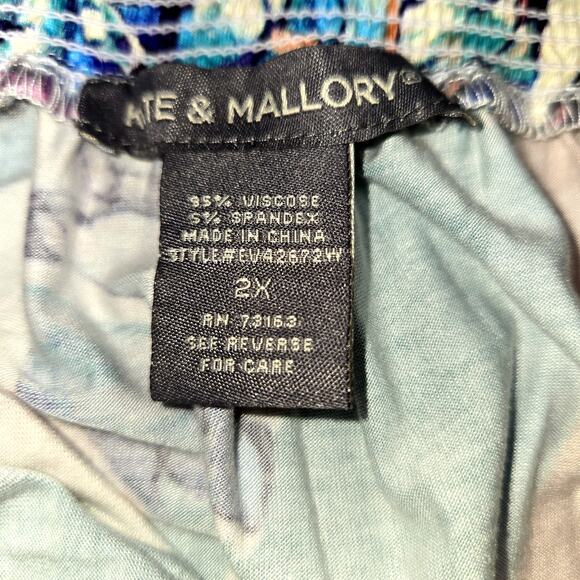 ATE & MALLORY®
95% VISCOSE
5% SPANDEX
MADE IN CHINA
STYLE#EV42672W
2X
RN 73163
SEE REVERSE
FOR CARE